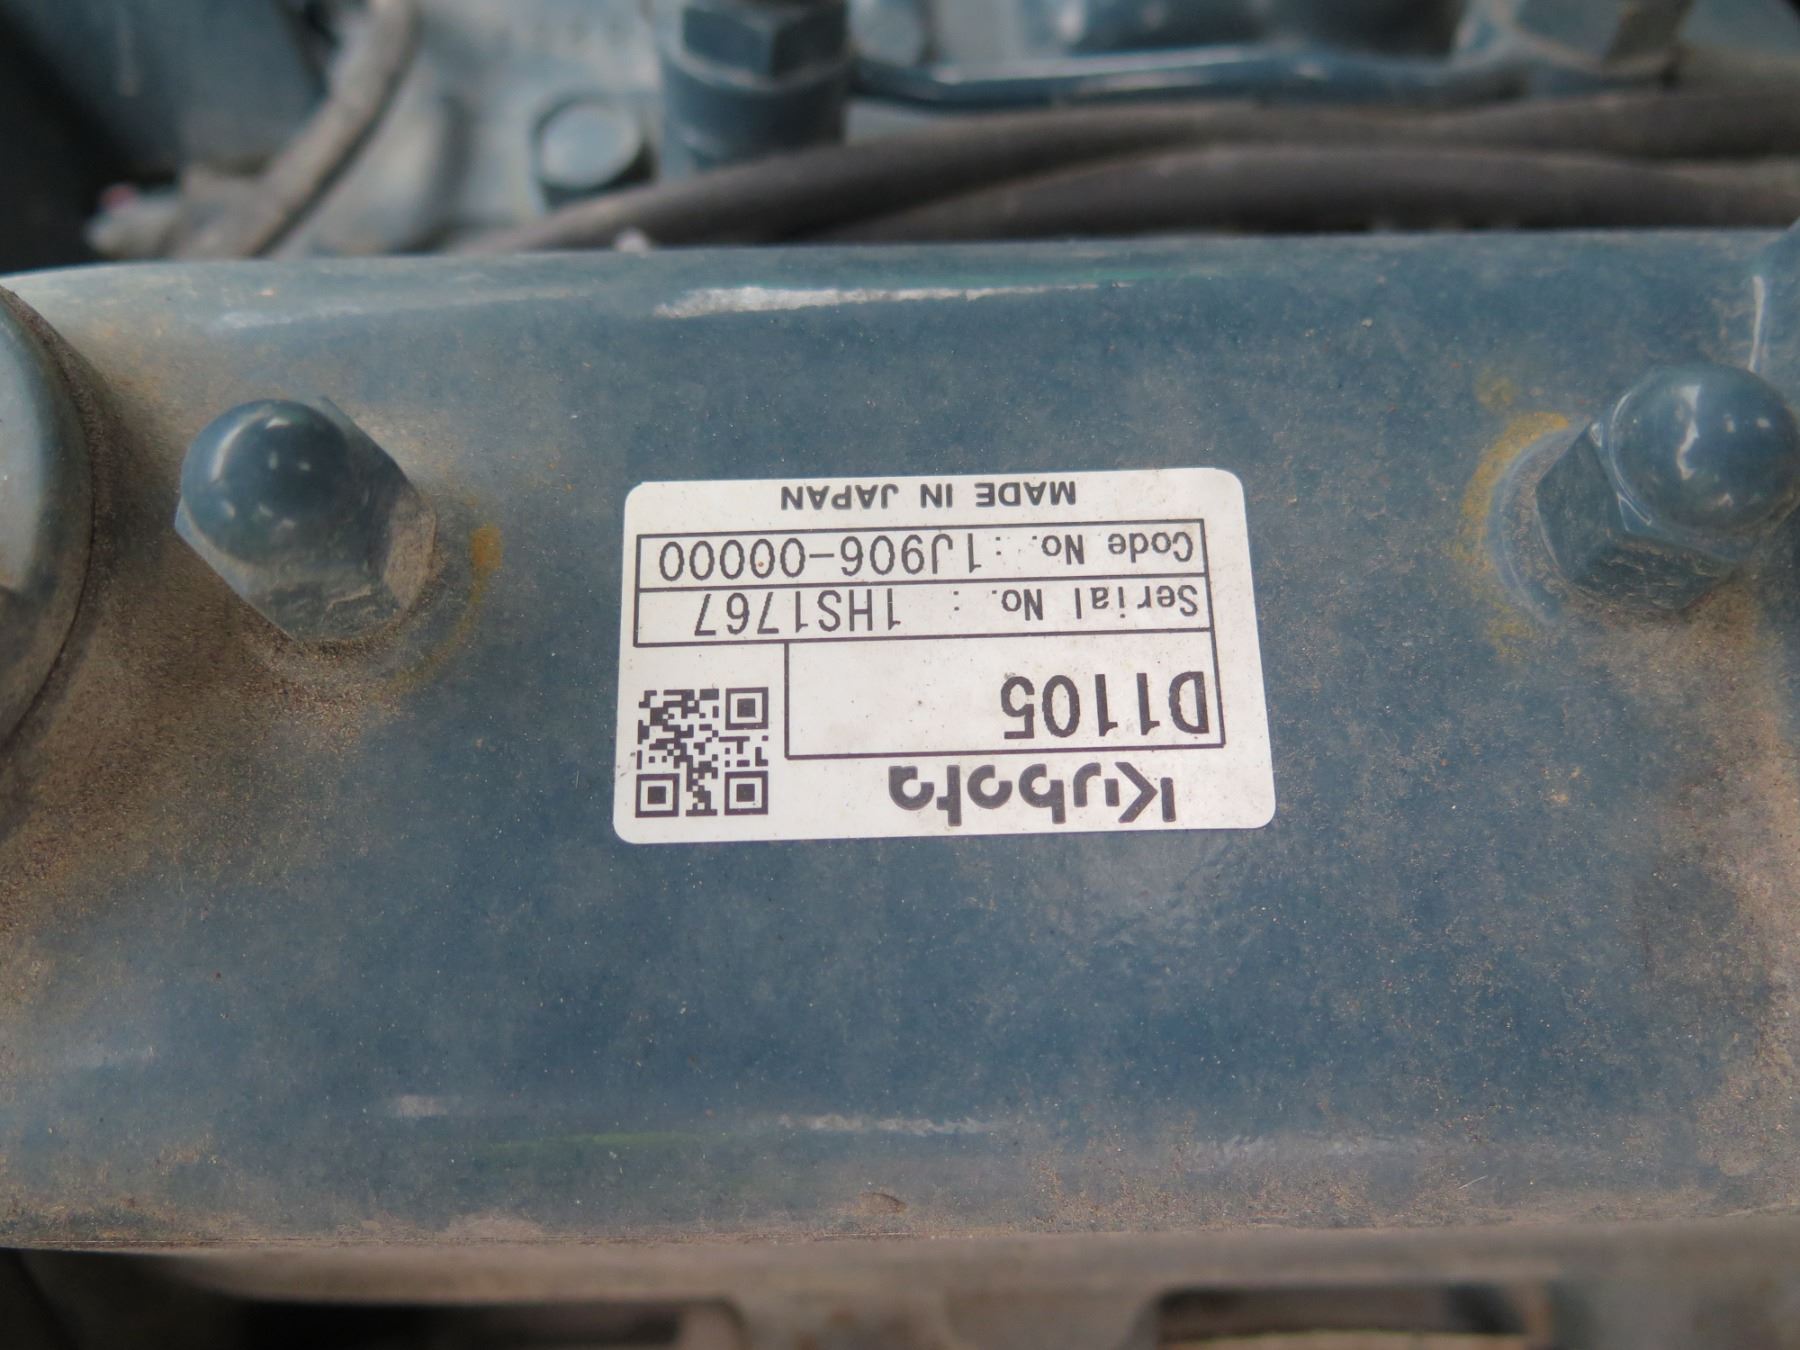 Kubota
D1105
Serial No. : 1HS1767
Code No. : 1J906-00000
MADE IN JAPAN